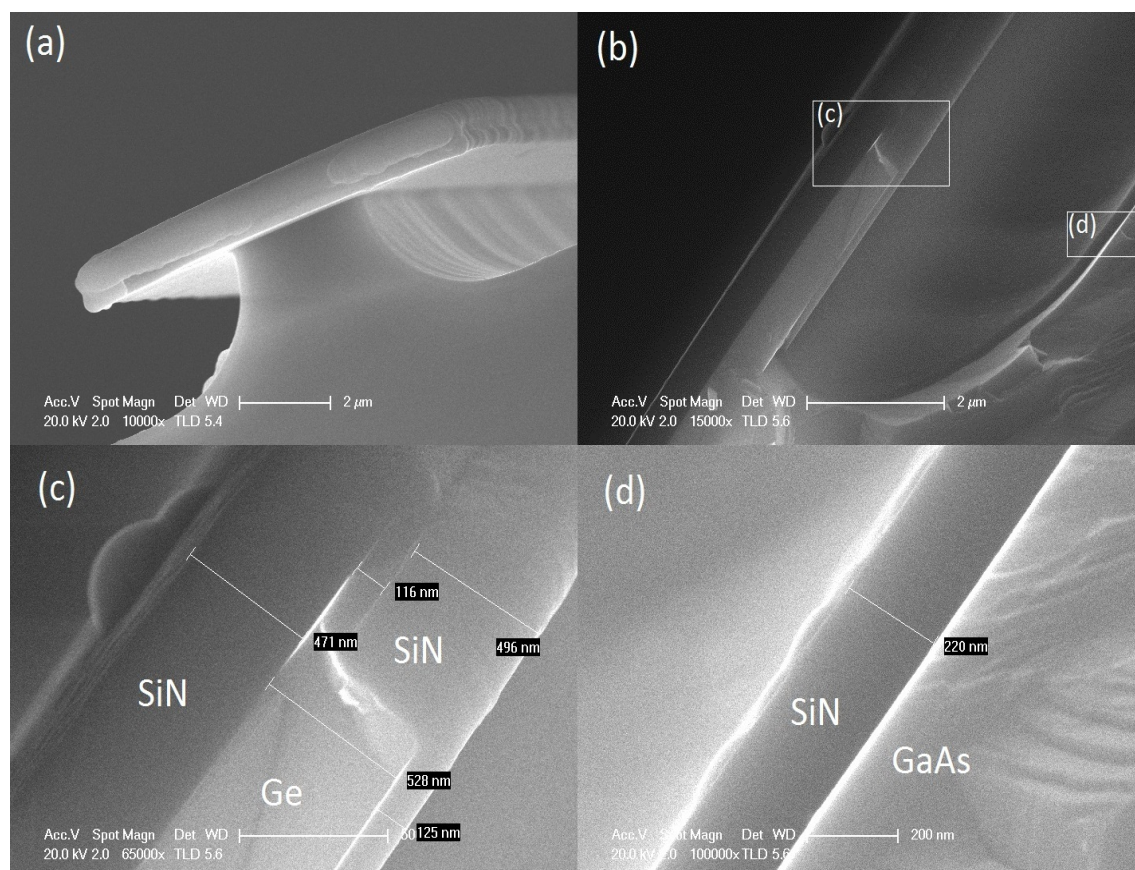 (a)
Acc.V Spot Magn Det WD
20.0 kV 2.0 10000x TLD 5.4
2 µm
(b)
(c)
(d)
Acc.V Spot Magn Det WD
20.0 kV 2.0 15000x TLD 5.6
2 µm
(c)
116 nm
471 nm
SiN
496 nm
SiN
528 nm
Ge
125 nm
Acc.V Spot Magn Det WD
20.0 kV 2.0 65000x TLD 5.6
(d)
220 nm
SiN
GaAs
Acc.V Spot Magn Det WD
20.0 kV 2.0 100000x TLD 5.6
200 nm